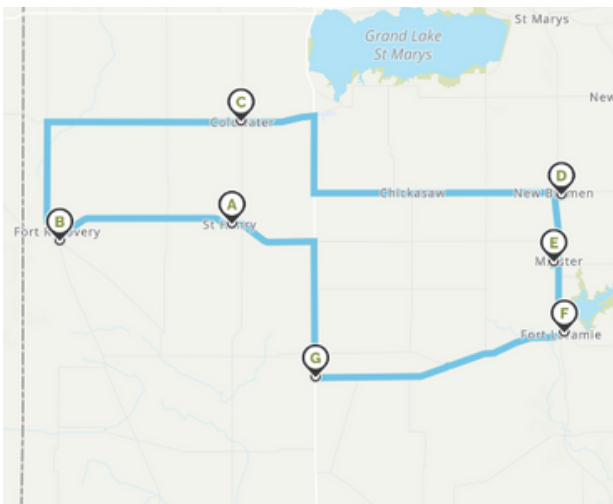 St Marys
Grand Lake
St Marys
New
C
Coldwater
D
Chickasaw
New Bremen
A
B
St Henry
Fort Recovery
E
Minster
F
Fort Loramie
G